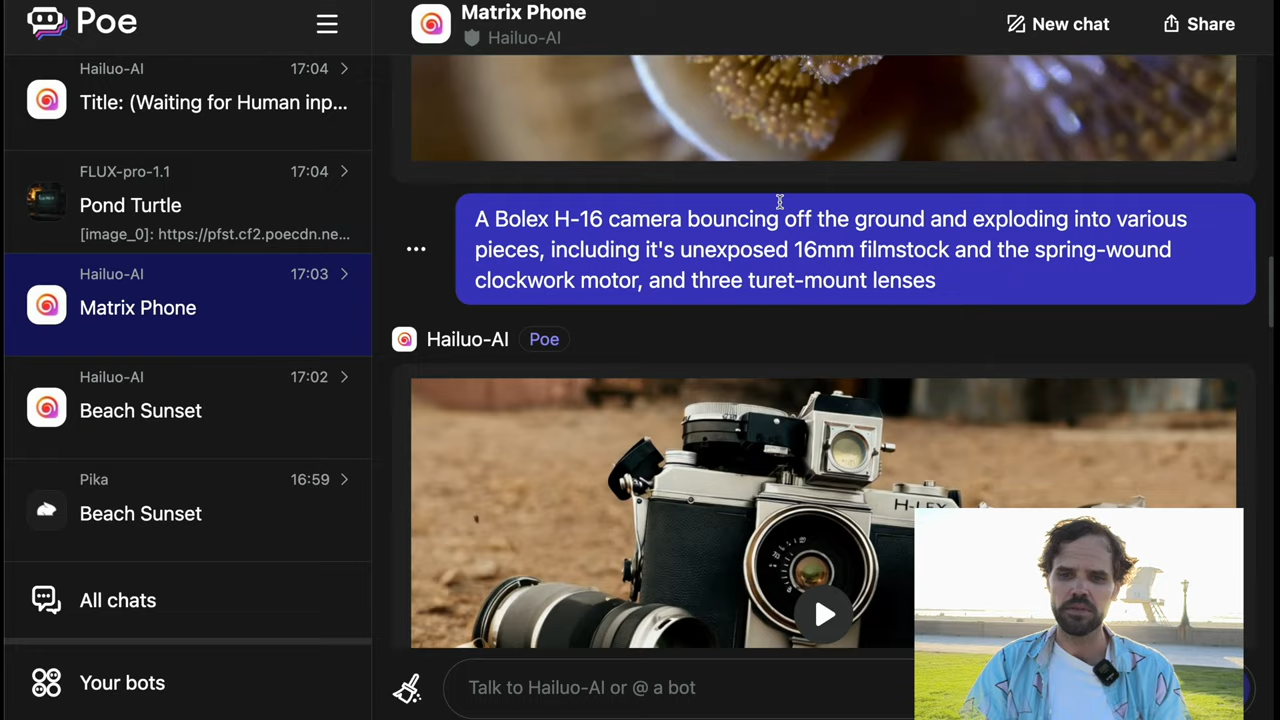 Poe
Hailuo-AI 17:04
Title: (Waiting for Human inp...
FLUX-pro-1.1 17:04
Pond Turtle
[image_0]: https://pfst.cf2.poecdn.ne...
Hailuo-AI 17:03
Matrix Phone
Hailuo-AI 17:02
Beach Sunset
Pika 16:59
Beach Sunset
All chats
Your bots
Matrix Phone
Hailuo-AI
New chat
Share
A Bolex H-16 camera bouncing off the ground and exploding into various
pieces, including it's unexposed 16mm filmstock and the spring-wound
clockwork motor, and three turet-mount lenses
Hailuo-AI Poe
H-LEX
Talk to Hailuo-AI or @ a bot